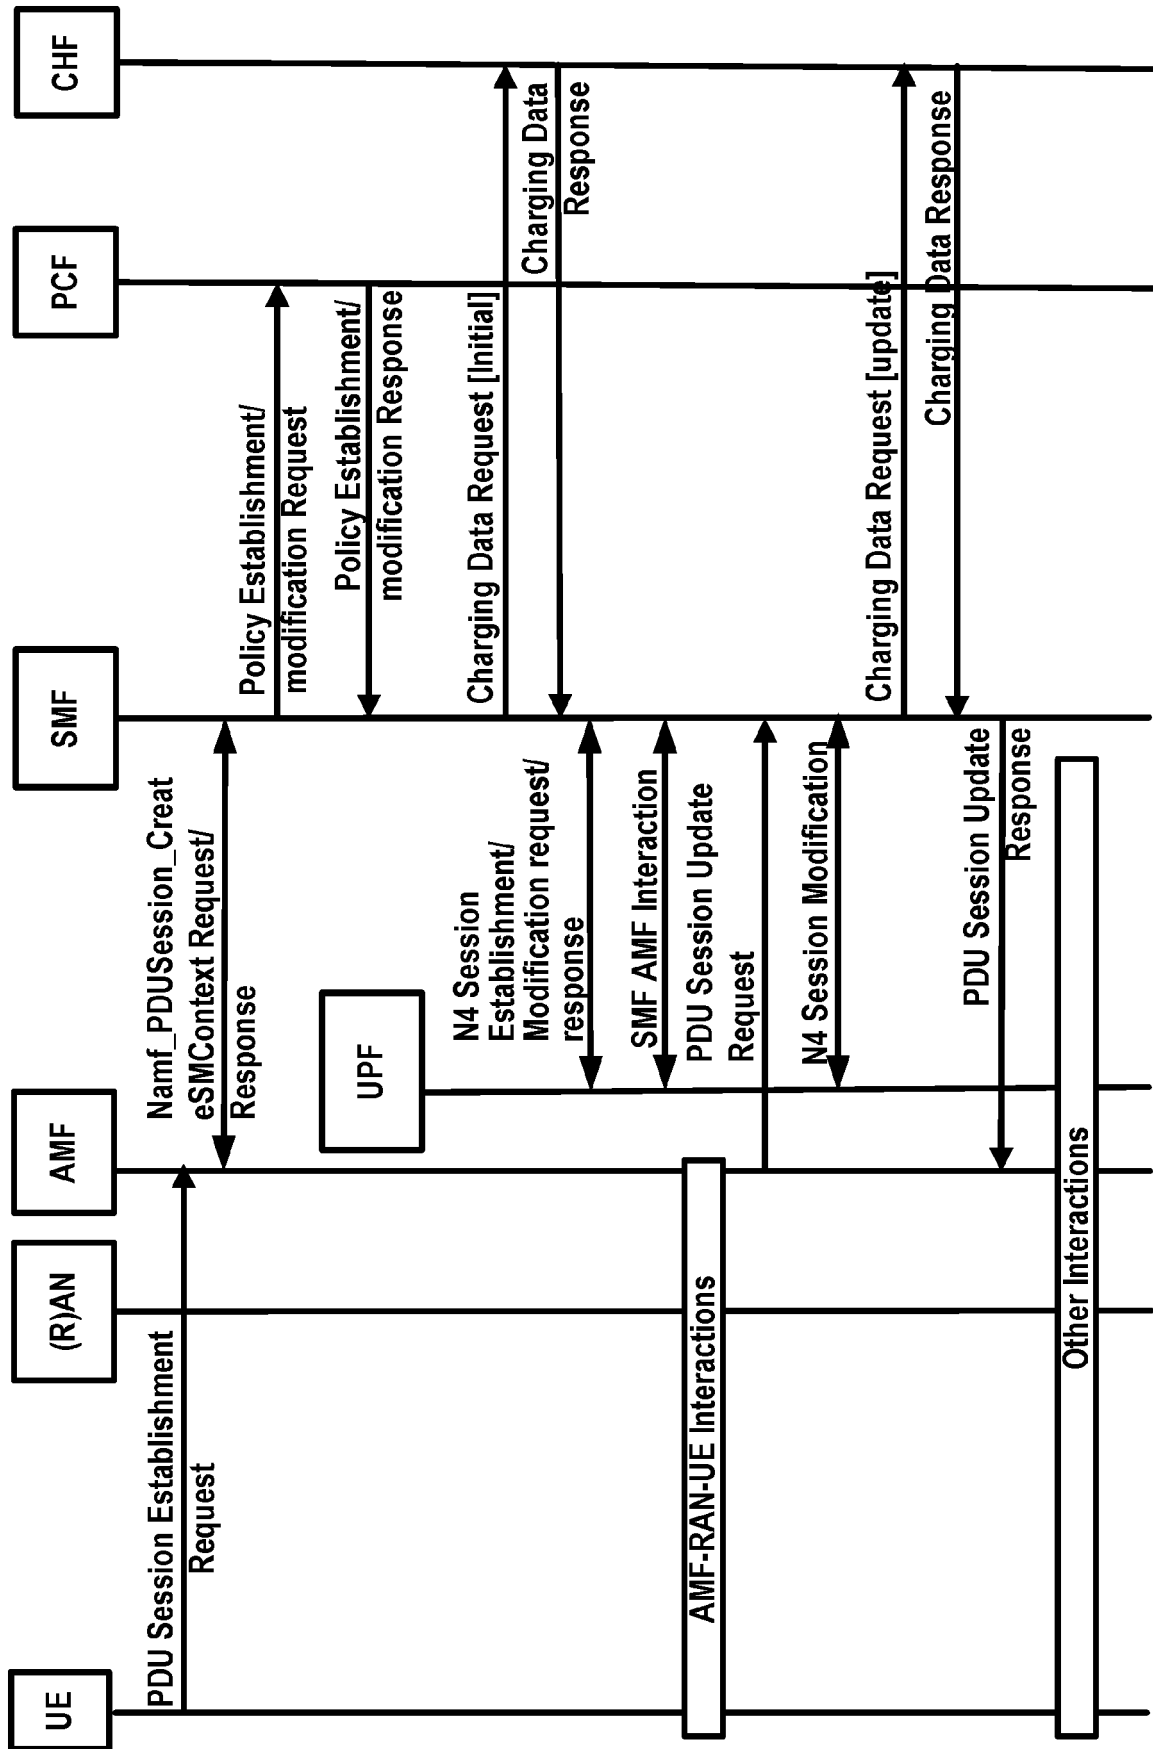 UE
(R)AN
AMF
UPF
SMF
PCF
CHF
PDU Session Establishment
Request
Namf_PDUSession_Creat
eSMContext Request/
Response
Policy Establishment/
modification Request
Policy Establishment/
modification Response
Charging Data Request [Initial]
Charging Data
Response
N4 Session
Establishment/
Modification request/
response
SMF AMF Interaction
AMF-RAN-UE Interactions
PDU Session Update
Request
N4 Session Modification
Charging Data Request [update]
Charging Data Response
PDU Session Update
Response
Other Interactions